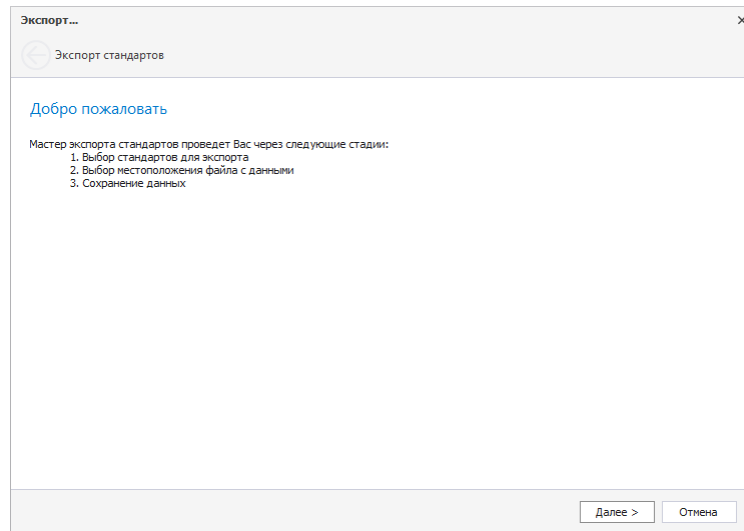 Экспорт...
Экспорт стандартов
Добро пожаловать
Мастер экспорта стандартов проведет Вас через следующие стадии:
1. Выбор стандартов для экспорта
2. Выбор местоположения файла с данными
3. Сохранение данных
Далее >
Отмена